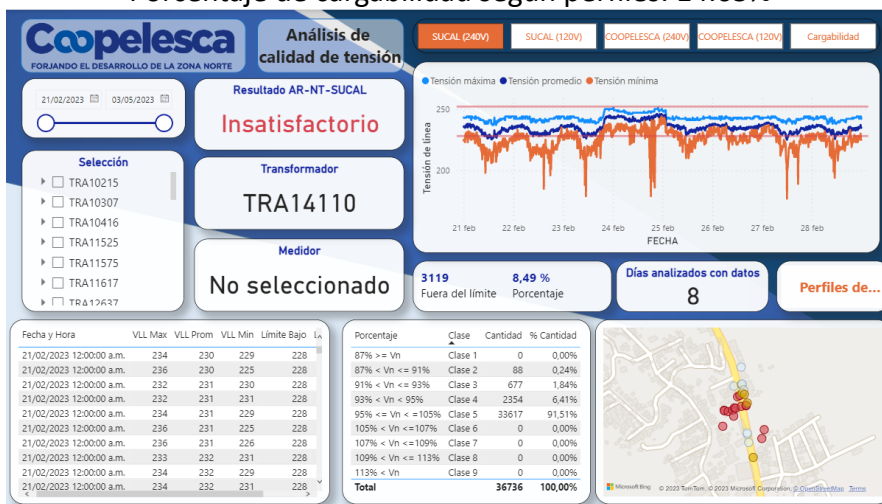 Porcentaje de cargabilidad según perfiles:
Coopelesca
FORJANDO EL DESARROLLO DE LA ZONA NORTE
Análisis de
calidad de tensión
SUCAL (240V)
SUCAL (120V)
COOPELESCA (240V)
COOPELESCA (120V)
Cargabilidad
21/02/2023
03/05/2023
Resultado AR-NT-SUCAL
Insatisfactorio
Selección
TRA10215
TRA10307
TRA10416
TRA11525
TRA11575
TRA11617
TRA12637
Transformador
TRA14110
Medidor
No seleccionado
Tensión máxima Tensión promedio Tensión mínima
Tensión de línea
250
200
21 feb 22 feb 23 feb 24 feb 25 feb 26 feb 27 feb 28 feb
FECHA
3119 8,49 %
Fuera del límite Porcentaje
Días analizados con datos
8
Perfiles de...
Fecha y Hora VLL Max VLL Prom VLL Min Límite Bajo
21/02/2023 12:00:00 a.m. 234 230 229 228
21/02/2023 12:00:00 a.m. 236 230 225 228
21/02/2023 12:00:00 a.m. 232 231 230 228
21/02/2023 12:00:00 a.m. 232 231 231 228
21/02/2023 12:00:00 a.m. 234 231 229 228
21/02/2023 12:00:00 a.m. 236 231 225 228
21/02/2023 12:00:00 a.m. 236 231 226 228
21/02/2023 12:00:00 a.m. 233 232 231 228
21/02/2023 12:00:00 a.m. 234 232 229 228
21/02/2023 12:00:00 a.m. 234 232 231 228
Porcentaje Clase Cantidad % Cantidad
87% >= Vn Clase 1 0 0,00%
87% < Vn <= 91% Clase 2 88 0,24%
91% < Vn <= 93% Clase 3 677 1,84%
93% < Vn < 95% Clase 4 2354 6,41%
95% <= Vn < =105% Clase 5 33617 91,51%
105% < Vn <=107% Clase 6 0 0,00%
107% < Vn <=109% Clase 7 0 0,00%
109% < Vn <= 113% Clase 8 0 0,00%
113% < Vn Clase 9 0 0,00%
Total 36736 100,00%
Microsoft Bing
© 2023 TomTom, © 2023 Microsoft Corporation, © OpenStreetMap Terms